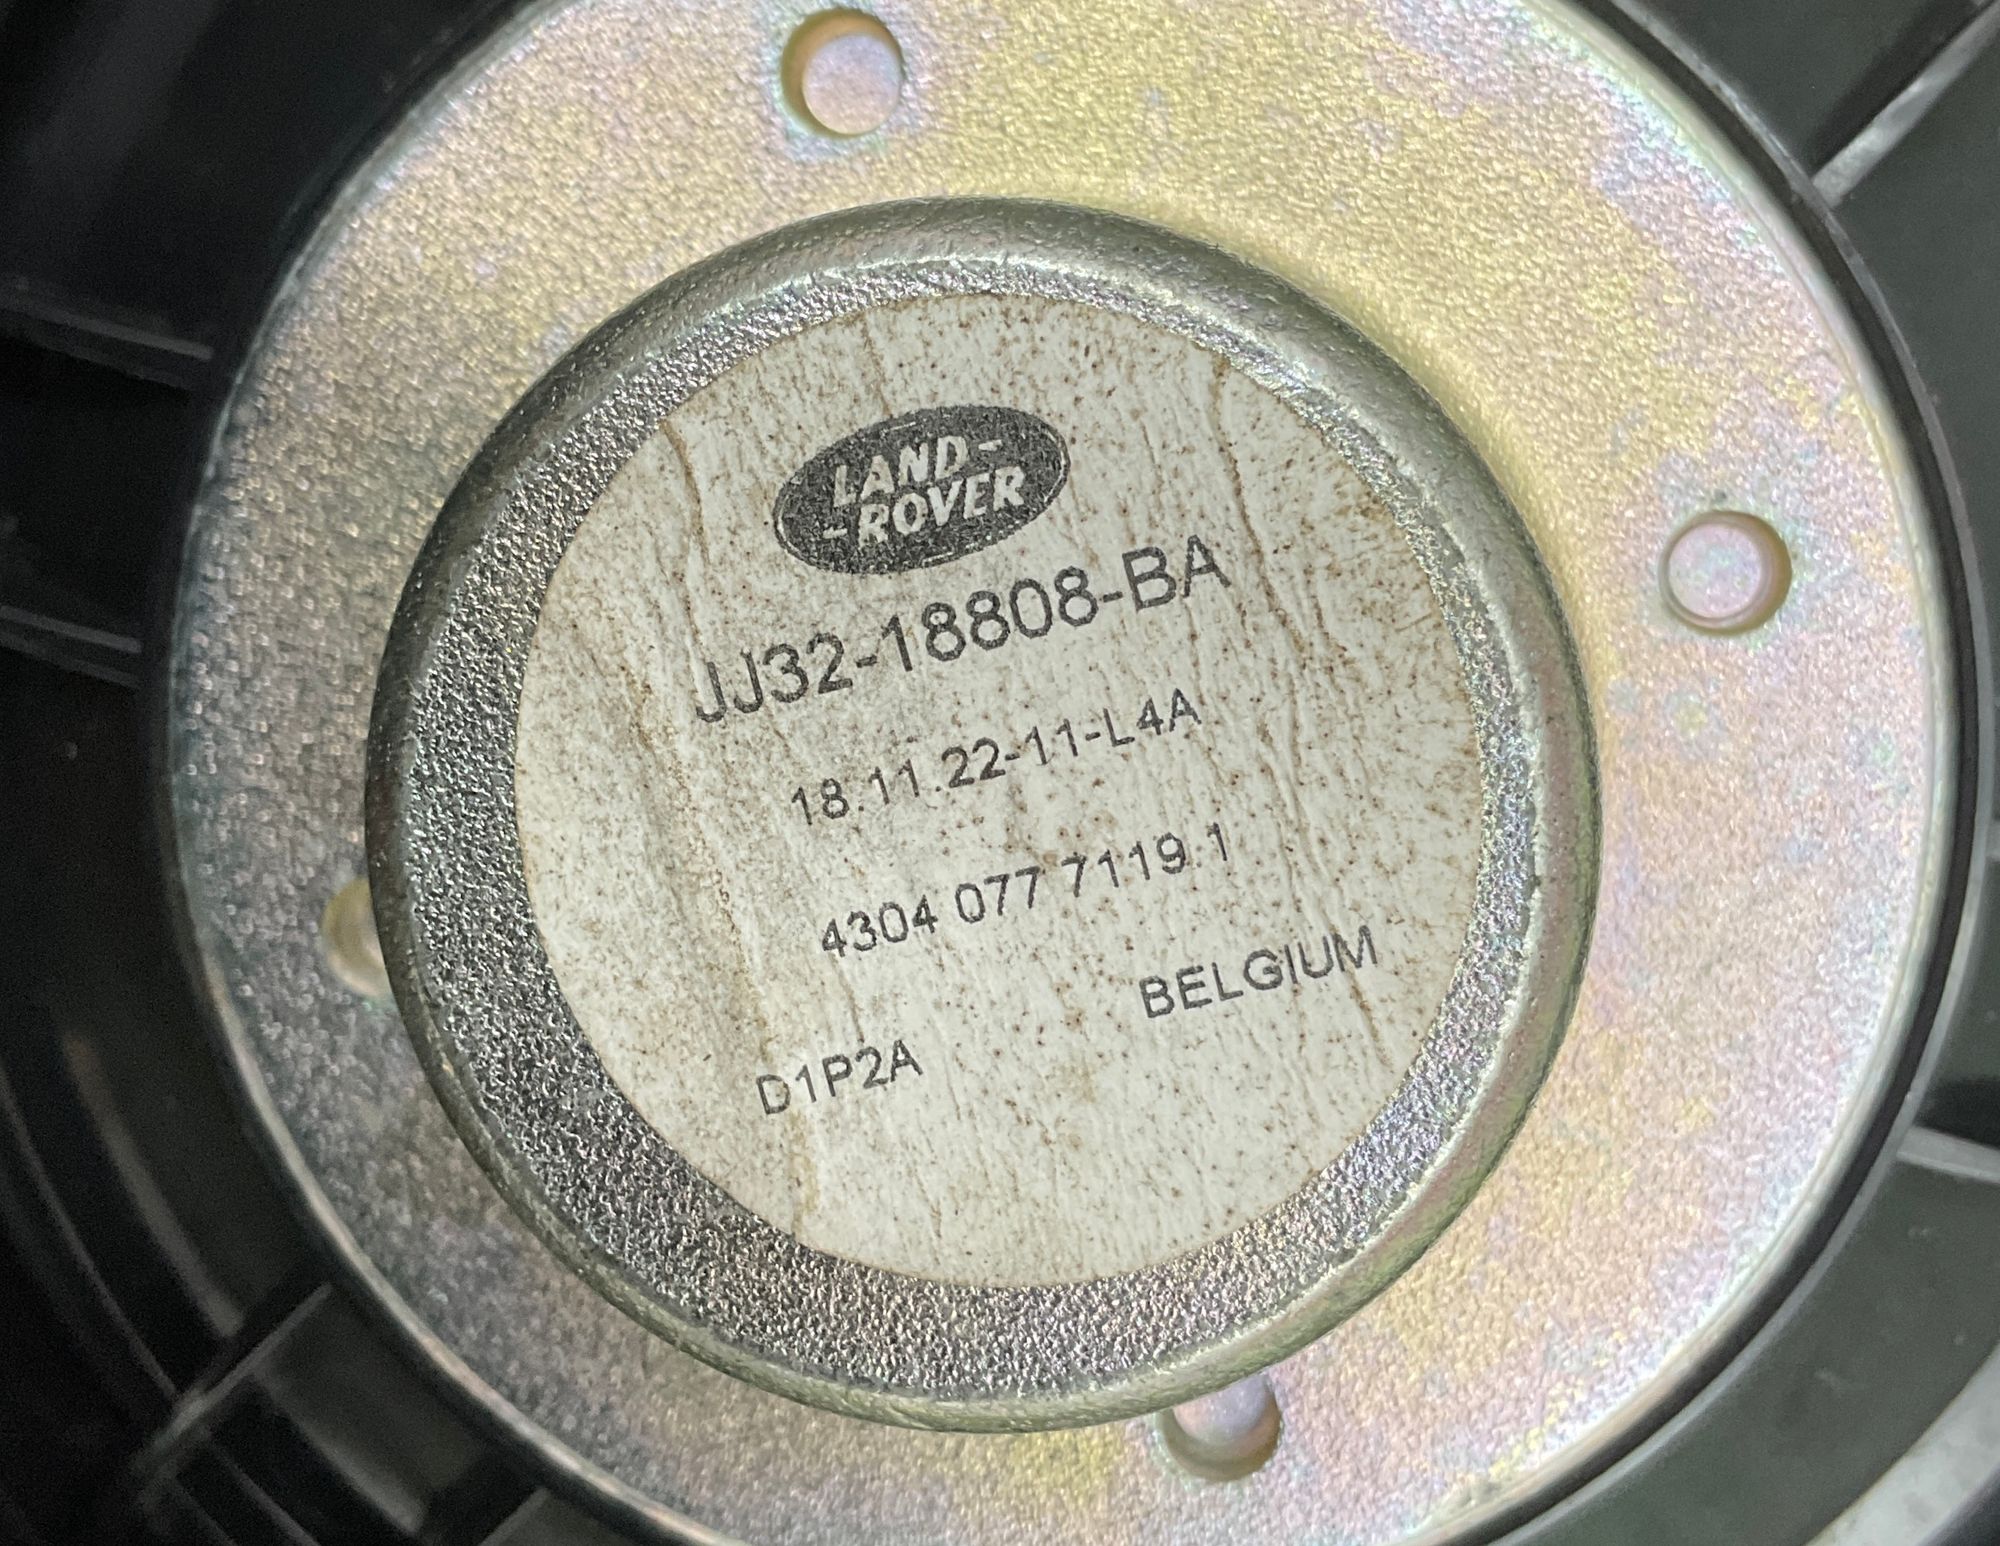 LAND-
-ROVER
JJ32-18808-BA
18.11.22-11-L4A
4304 077 7119.1
BELGIUM
D1P2A